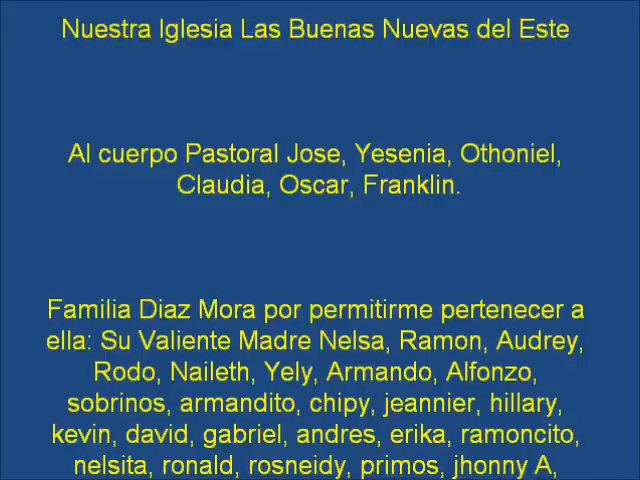 Nuestra Iglesia Las Buenas Nuevas del Este
Al cuerpo Pastoral Jose, Yesenia, Othoniel,
Claudia, Oscar, Franklin.
Familia Diaz Mora por permitirme pertenecer a
ella: Su Valiente Madre Nelsa, Ramon, Audrey,
Rodo, Naileth, Yely, Armando, Alfonzo,
sobrinos, armandito, chipy, jeannier, hillary,
kevin, david, gabriel, andres, erika, ramoncito,
nelsita, ronald, rosneidy, primos, jhonny A,